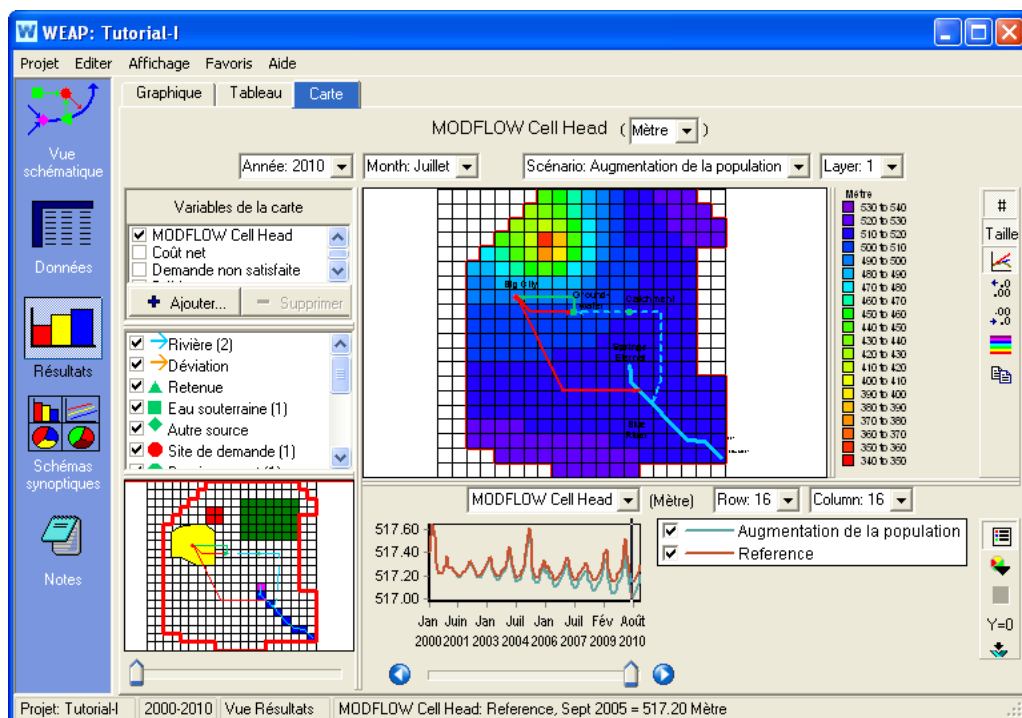 WEAP: Tutorial-I
Projet Editer Affichage Favoris Aide
Vue schématique
Données
Résultats
Schémas synoptiques
Notes
Graphique Tableau Carte
MODFLOW Cell Head ( Mètre )
Année: 2010 Month: Juillet Scénario: Augmentation de la population Layer: 1
Variables de la carte
MODFLOW Cell Head
Coût net
Demande non satisfaite
Ajouter... Supprimer
Rivière (2)
Déviation
Retenue
Eau souterraine (1)
Autre source
Site de demande (1)
Big City
Ground-
water
Catchment
Springs
Eternel
Blue
River
Mètre
530 to 540
520 to 530
510 to 520
500 to 510
490 to 500
480 to 490
470 to 480
460 to 470
450 to 460
440 to 450
430 to 440
420 to 430
410 to 420
400 to 410
390 to 400
380 to 390
370 to 380
360 to 370
350 to 360
340 to 350
#
Taille
.0
.00
.00
.0
MODFLOW Cell Head (Mètre) Row: 16 Column: 16
517.60
517.40
517.20
517.00
Jan Juin Jan Juil Jan Juil Fév Août
2000 2001 2003 2004 2006 2007 2009 2010
Augmentation de la population
Reference
Y=0
Projet: Tutorial-I 2000-2010 Vue Résultats MODFLOW Cell Head: Reference, Sept 2005 = 517.20 Mètre